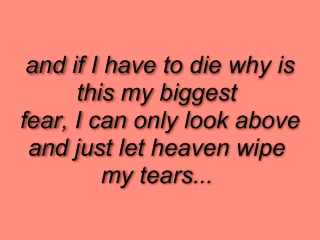 and if I have to die why is
this my biggest
fear, I can only look above
and just let heaven wipe
my tears...